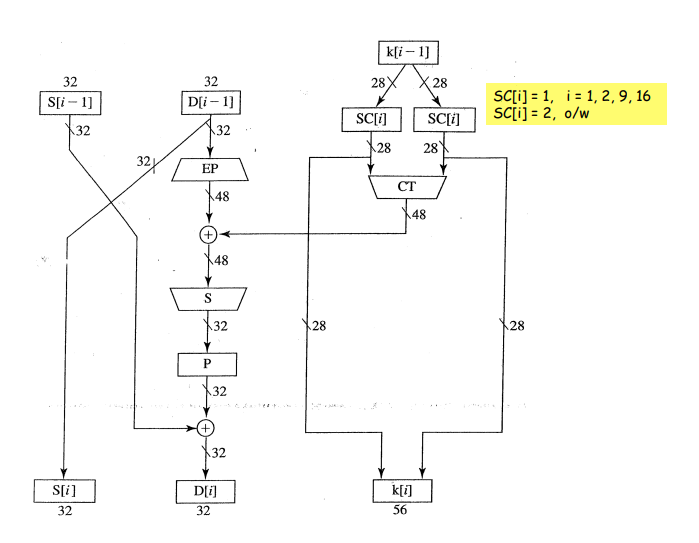 k[i−1]
28 28
32 32
S[i−1] D[i−1]
SC[i] = 1, i = 1, 2, 9, 16
SC[i] = 2, o/w
SC[i] SC[i]
32 32
28 28
32
EP
CT
48 48
+
48
S
32 28 28
P
32
+
32
S[i] D[i] k[i]
32 32 56